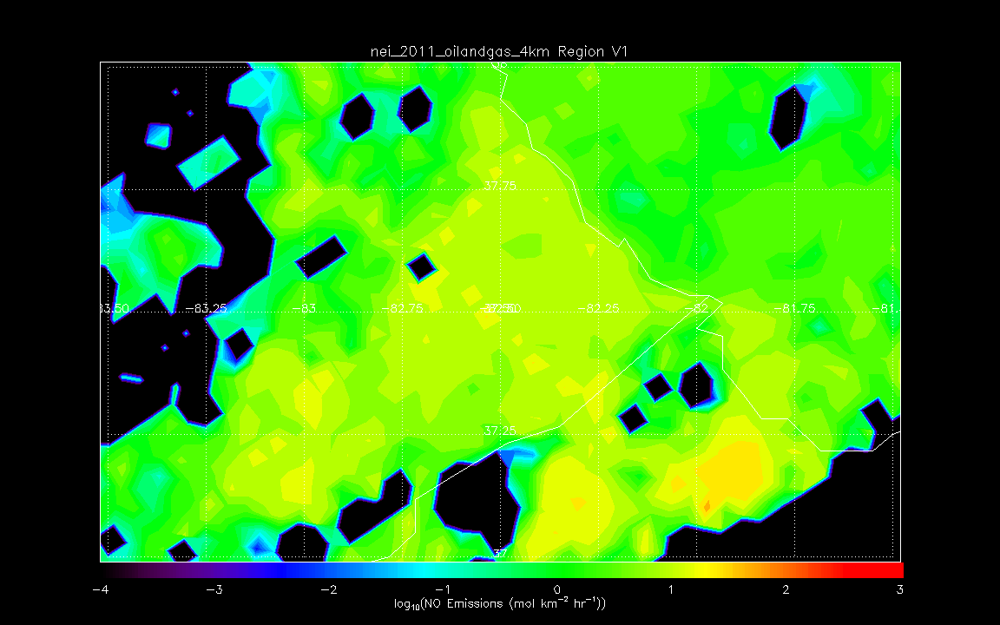 nei_2011_oilandgas_4km Region V1
37.75
83.50 -83.25 -83 -82.75 -82.25 -82 -81.75 -81
37.25
37
-4 -3 -2 -1 0 1 2 3
log10(NO Emissions (mol km-2 hr-1))